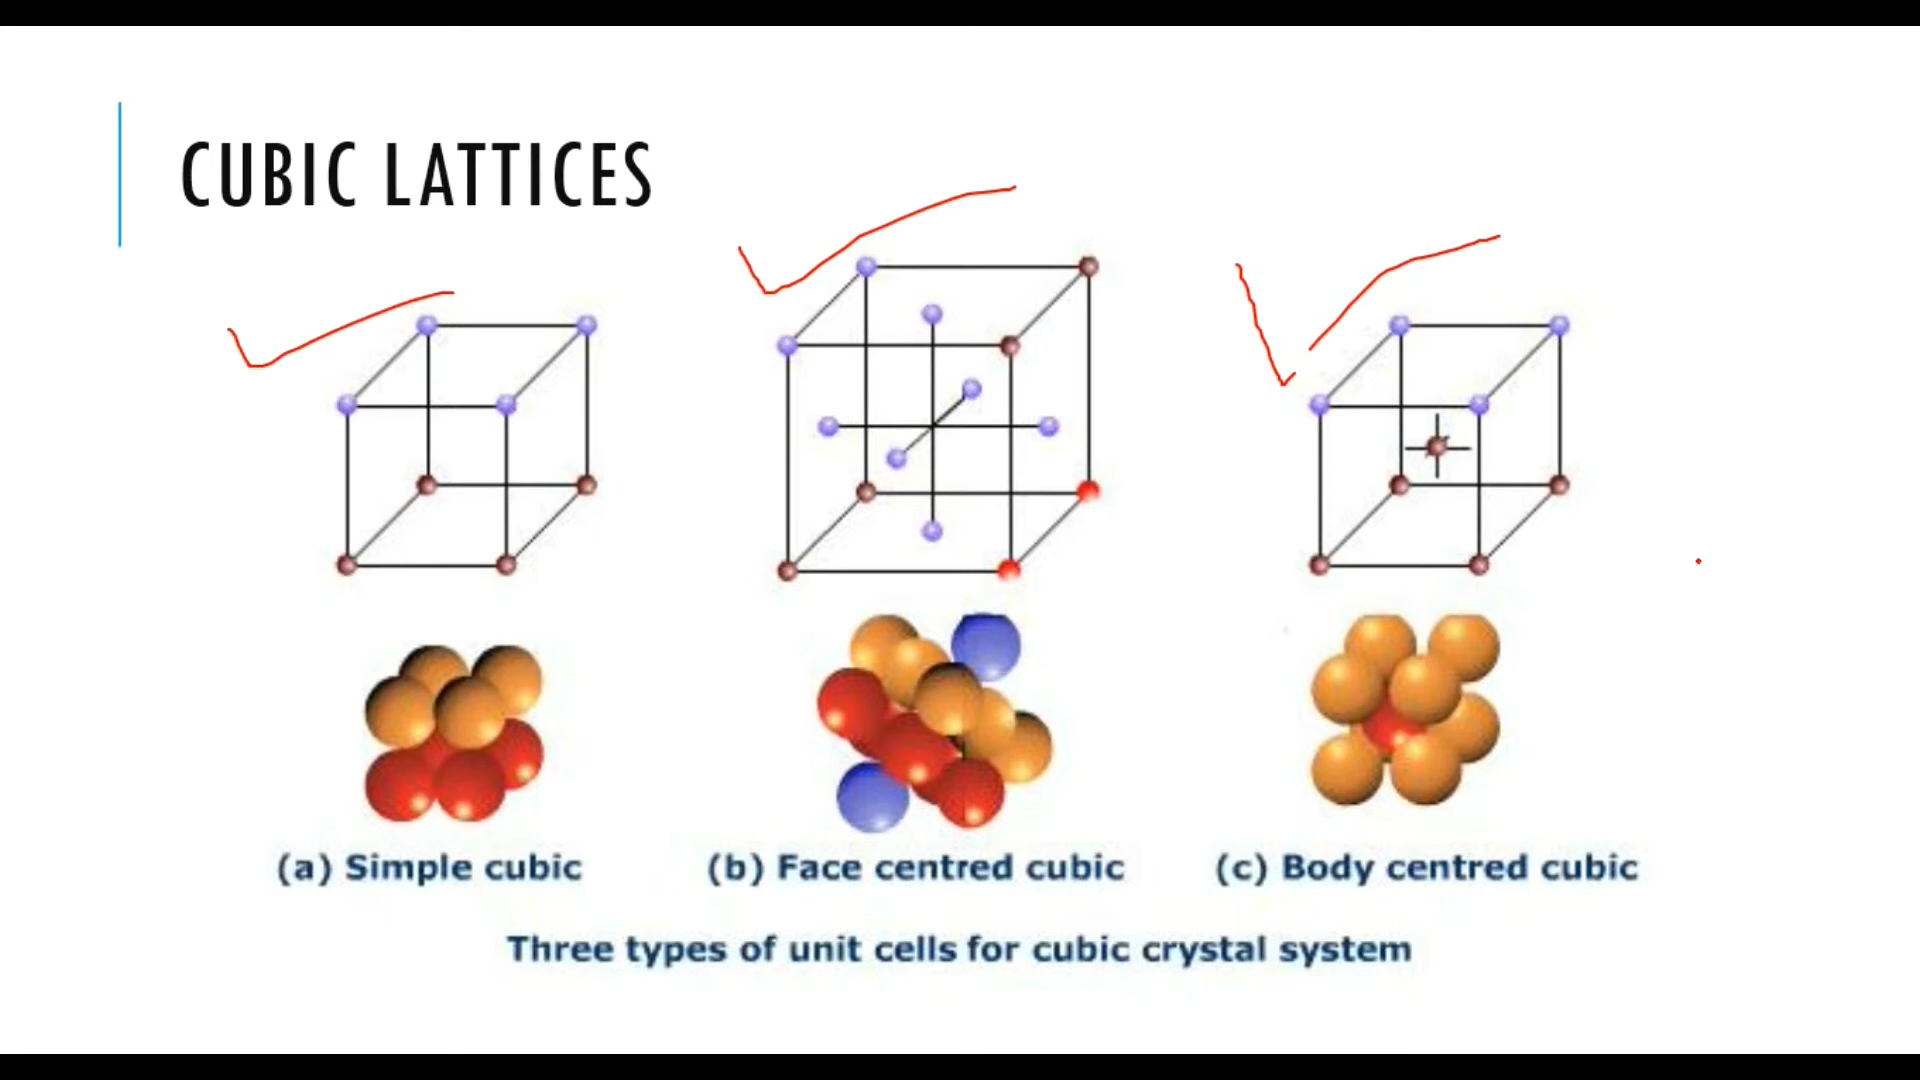 CUBIC LATTICES
(a) Simple cubic
(b) Face centred cubic
(c) Body centred cubic
Three types of unit cells for cubic crystal system